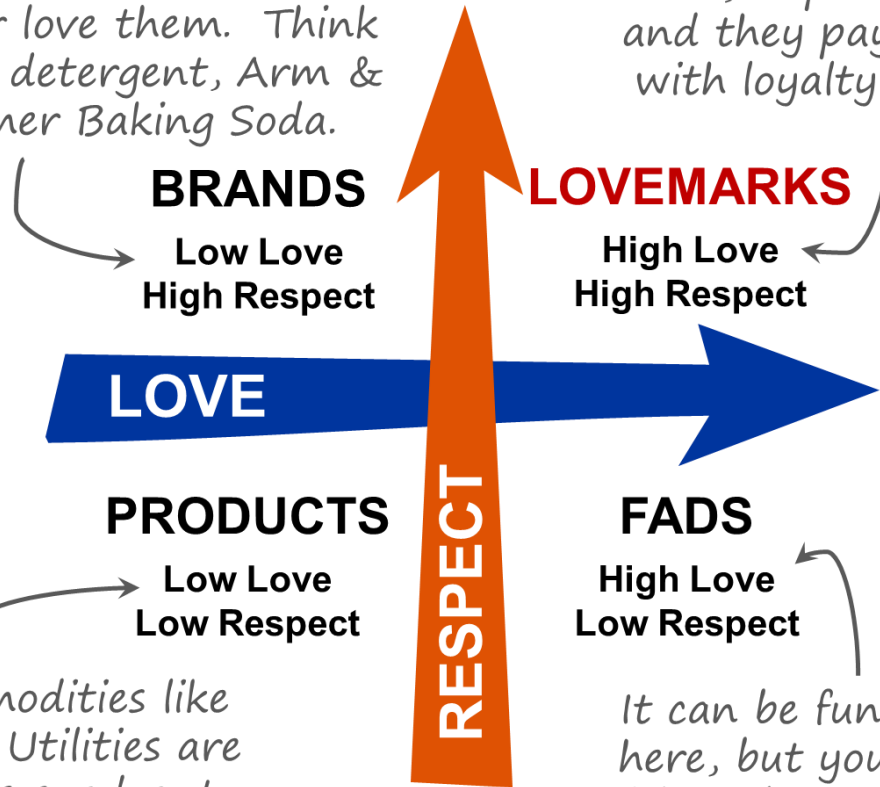 love them. Think
detergent, Arm &
Baking Soda.
and they pay
with loyalty
BRANDS
Low Love
High Respect
LOVEMARKS
High Love
High Respect
LOVE
RESPECT
PRODUCTS
Low Love
Low Respect
FADS
High Love
Low Respect
like
Utilities are
It can be fun
here, but you